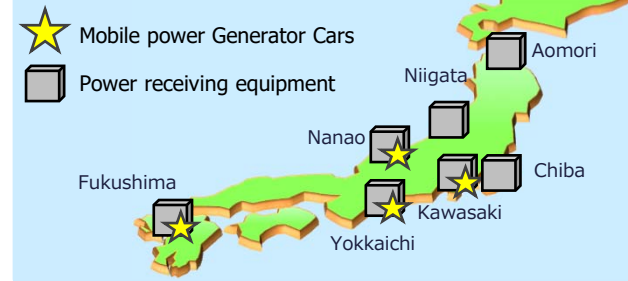 Mobile power Generator Cars
Aomori
Niigata
Power receiving equipment
Nanao
Chiba
Fukushima
Kawasaki
Yokkaichi